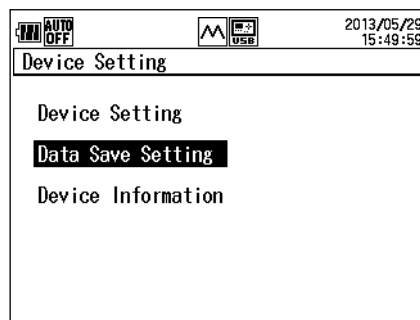 AUTO OFF USB 2013/05/29
15:49:59
Device Setting
Device Setting
Data Save Setting
Device Information